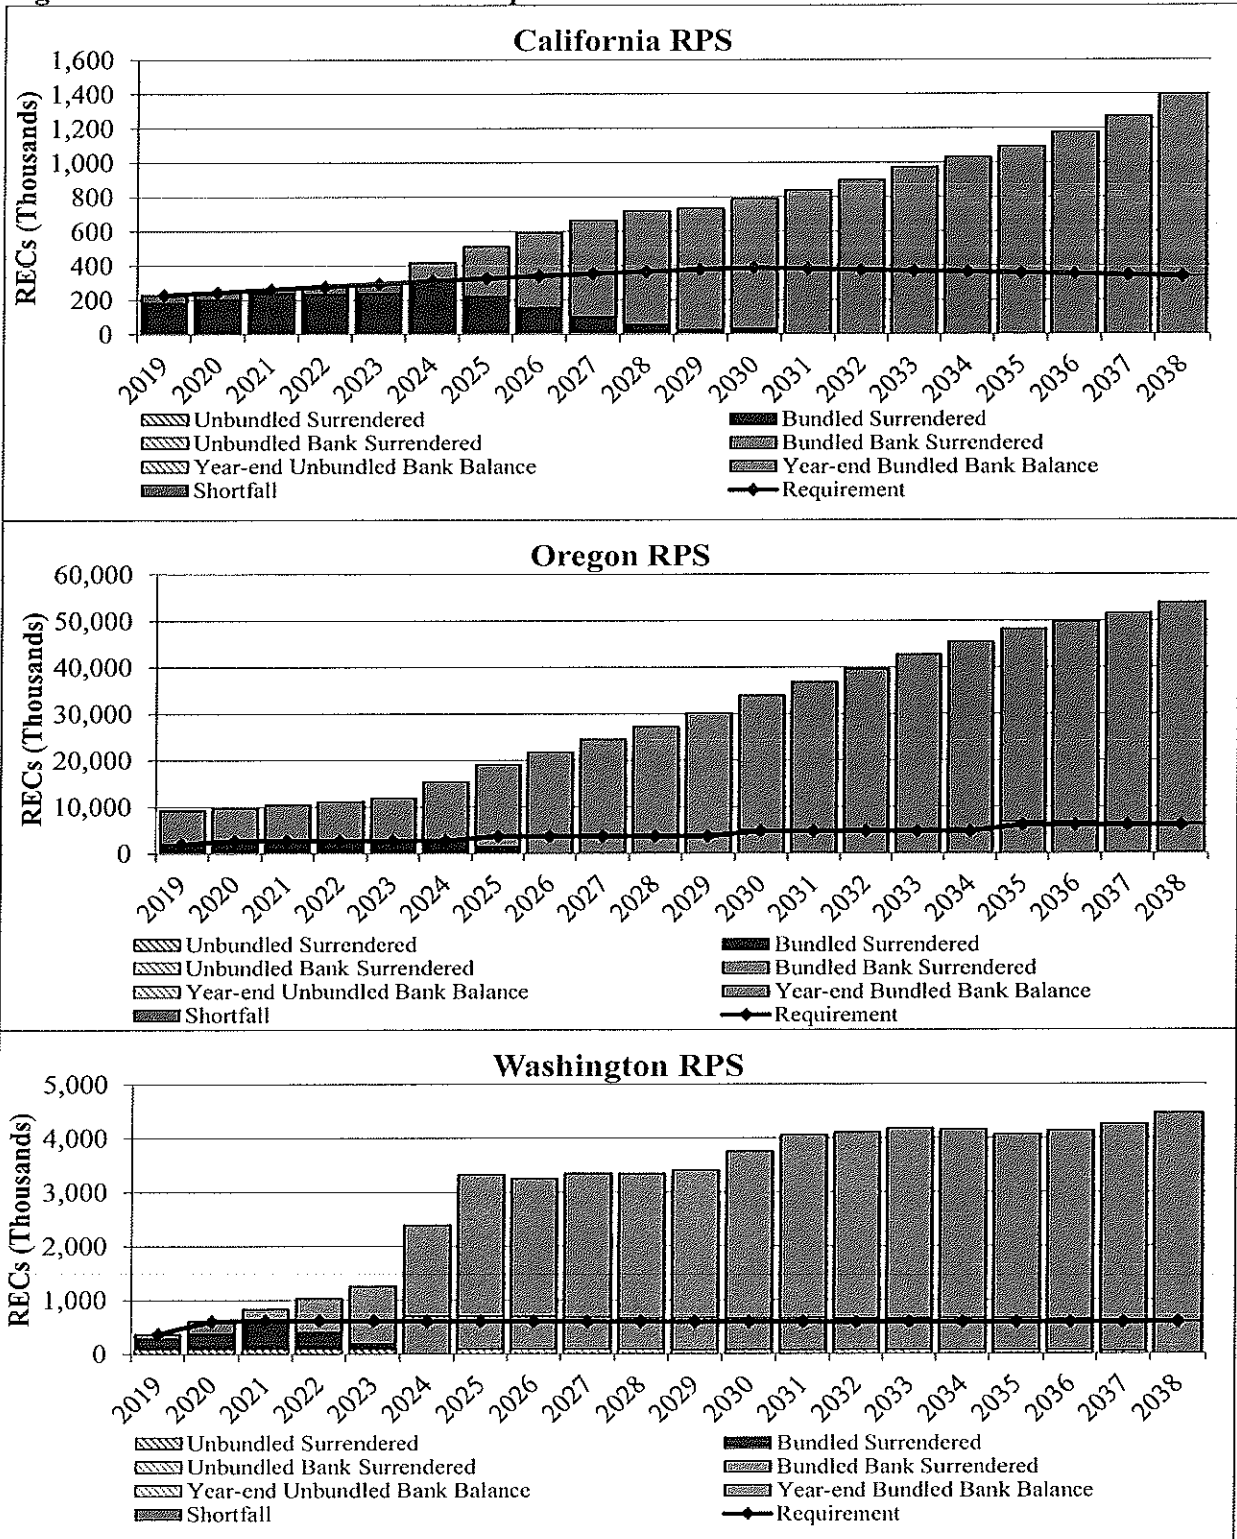 California RPS
RECs (Thousands)
1,600
1,400
1,200
1,000
800
600
400
200
0
2019 2020 2021 2022 2023 2024 2025 2026 2027 2028 2029 2030 2031 2032 2033 2034 2035 2036 2037 2038
Unbundled Surrendered Bundled Surrendered
Unbundled Bank Surrendered Bundled Bank Surrendered
Year-end Unbundled Bank Balance Year-end Bundled Bank Balance
Shortfall Requirement
Oregon RPS
RECs (Thousands)
60,000
50,000
40,000
30,000
20,000
10,000
0
2019 2020 2021 2022 2023 2024 2025 2026 2027 2028 2029 2030 2031 2032 2033 2034 2035 2036 2037 2038
Unbundled Surrendered Bundled Surrendered
Unbundled Bank Surrendered Bundled Bank Surrendered
Year-end Unbundled Bank Balance Year-end Bundled Bank Balance
Shortfall Requirement
Washington RPS
RECs (Thousands)
5,000
4,000
3,000
2,000
1,000
0
2019 2020 2021 2022 2023 2024 2025 2026 2027 2028 2029 2030 2031 2032 2033 2034 2035 2036 2037 2038
Unbundled Surrendered Bundled Surrendered
Unbundled Bank Surrendered Bundled Bank Surrendered
Year-end Unbundled Bank Balance Year-end Bundled Bank Balance
Shortfall Requirement